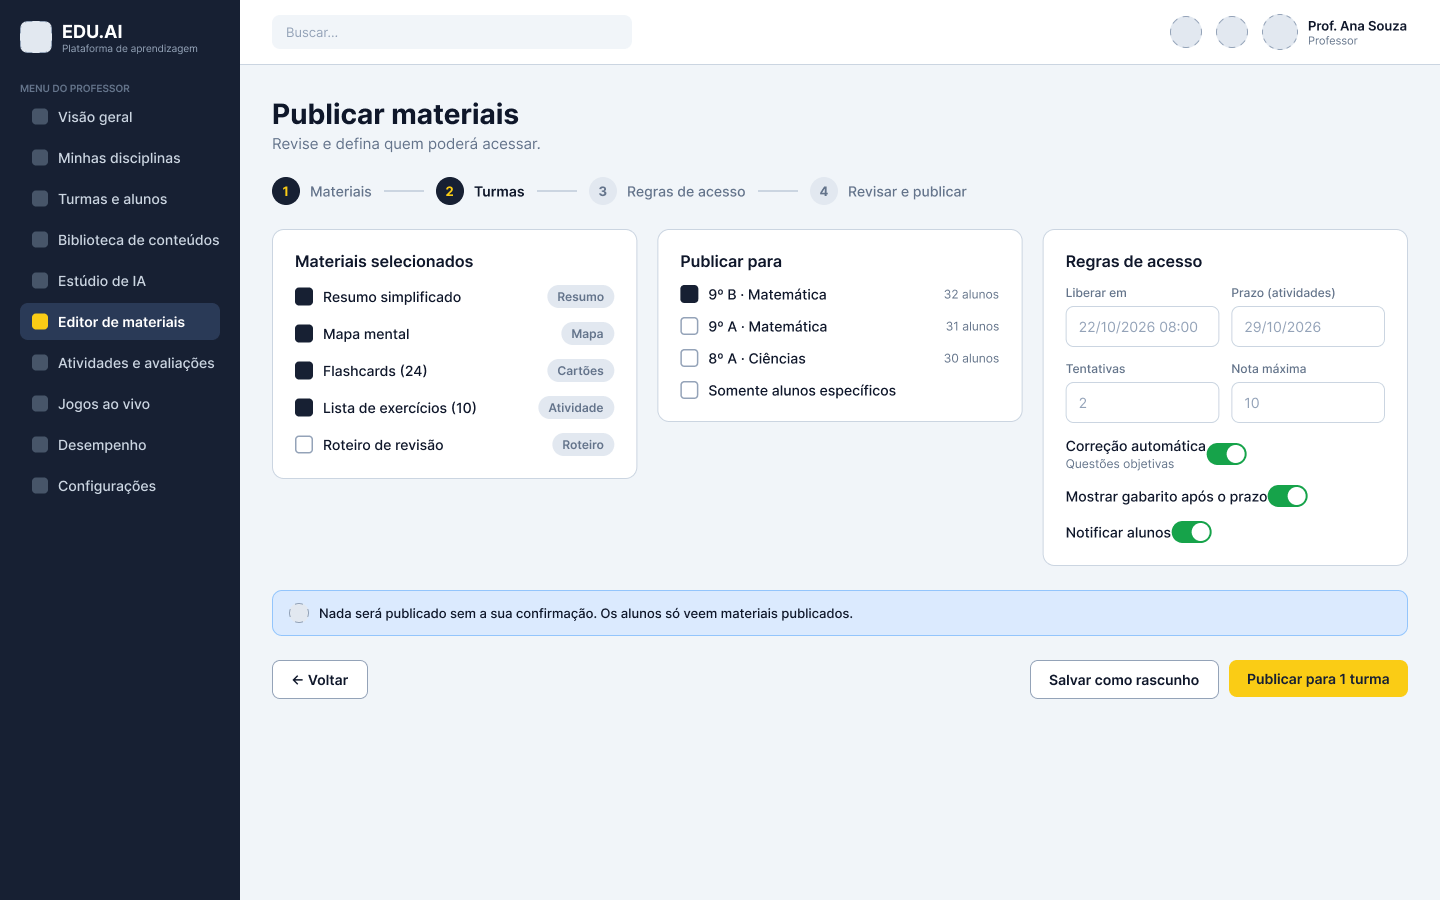 EDU.AI
Plataforma de aprendizagem
MENU DO PROFESSOR
Visão geral
Minhas disciplinas
Turmas e alunos
Biblioteca de conteúdos
Estúdio de IA
Editor de materiais
Atividades e avaliações
Jogos ao vivo
Desempenho
Configurações
Buscar...
Prof. Ana Souza
Professor
Publicar materiais
Revise e defina quem poderá acessar.
1 Materiais 2 Turmas 3 Regras de acesso 4 Revisar e publicar
Materiais selecionados
Resumo simplificado Resumo
Mapa mental Mapa
Flashcards (24) Cartões
Lista de exercícios (10) Atividade
Roteiro de revisão Roteiro
Publicar para
9º B · Matemática 32 alunos
9º A · Matemática 31 alunos
8º A · Ciências 30 alunos
Somente alunos específicos
Regras de acesso
Liberar em Prazo (atividades)
22/10/2026 08:00 29/10/2026
Tentativas Nota máxima
2 10
Correção automática
Questões objetivas
Mostrar gabarito após o prazo
Notificar alunos
Nada será publicado sem a sua confirmação. Os alunos só veem materiais publicados.
← Voltar Salvar como rascunho Publicar para 1 turma